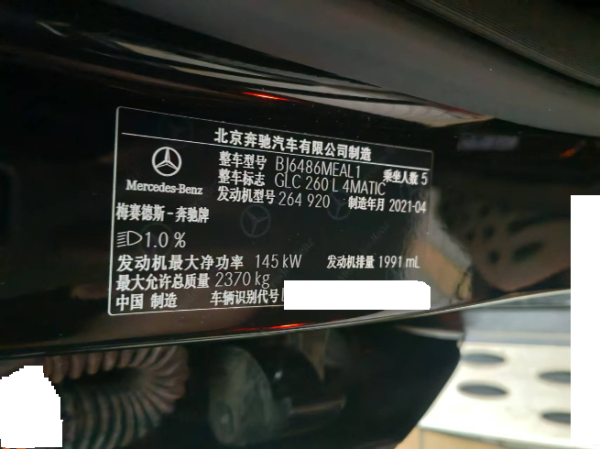 北京奔驰汽车有限公司制造
整车型号 BJ6486MEAL1 乘坐人数 5
整车标志 GLC 260 L 4MATIC
Mercedes-Benz 发动机型号 264 920 制造年月 2021-04
梅赛德斯-奔驰牌
1.0 %
发动机最大净功率 145 kW 发动机排量 1991 mL
最大允许总质量 2370 kg
中国 制造 车辆识别代号